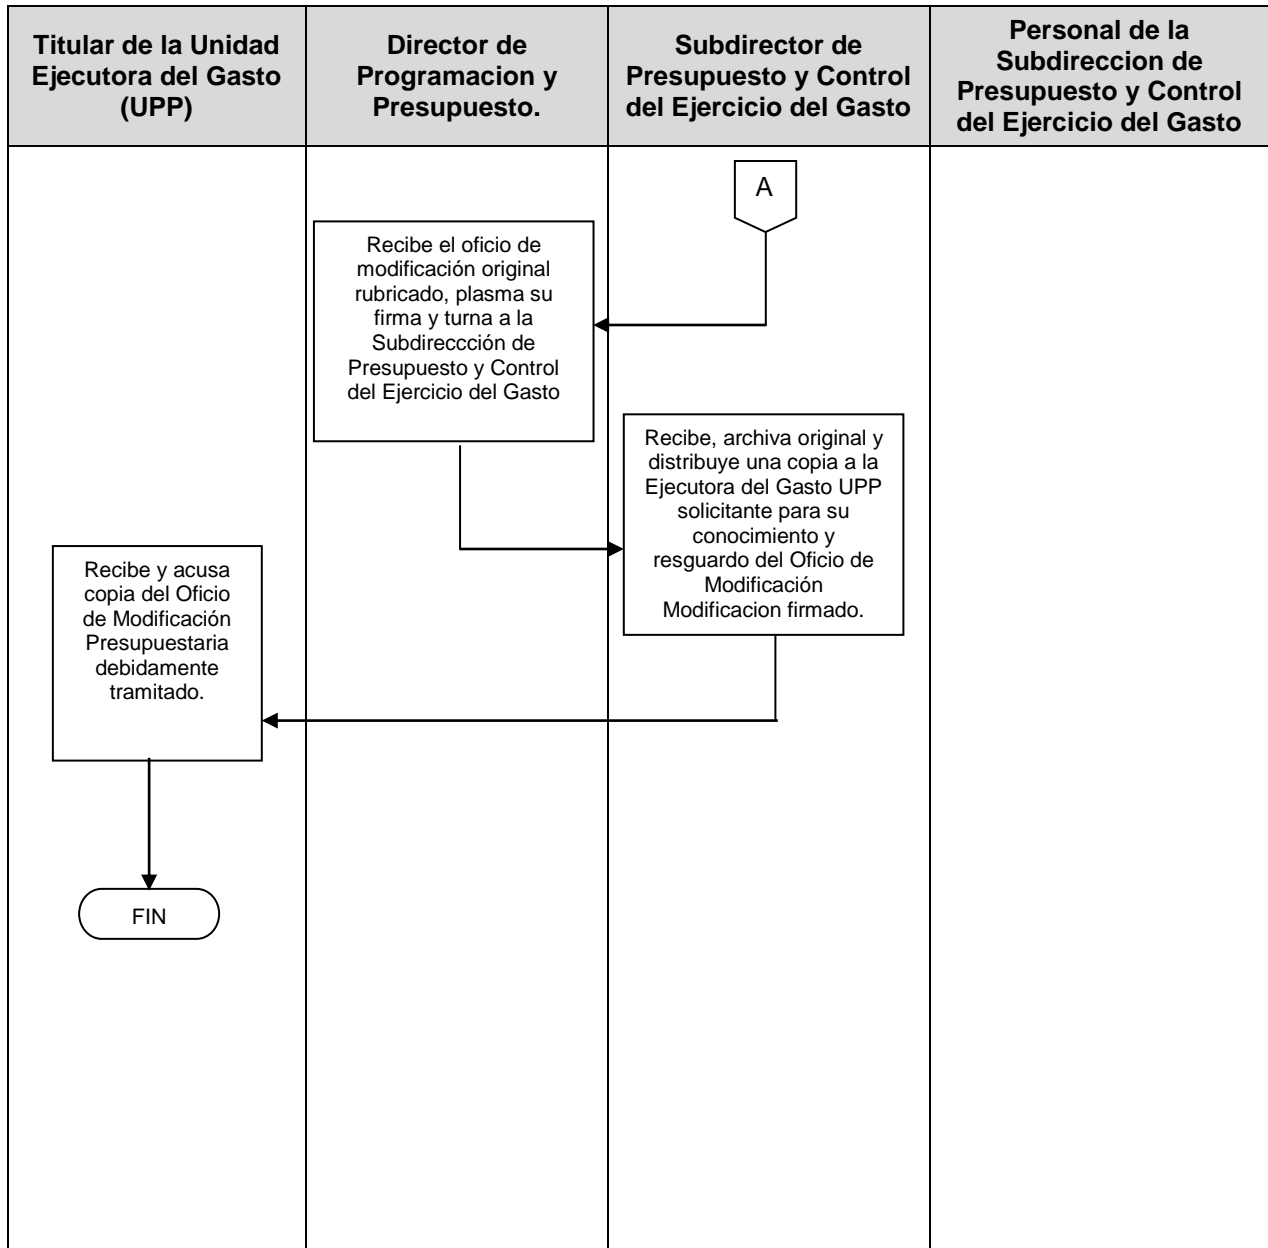 Titular de la Unidad
Ejecutora del Gasto
(UPP)
Director de
Programacion y
Presupuesto.
Subdirector de
Presupuesto y Control
del Ejercicio del Gasto
Personal de la
Subdireccion de
Presupuesto y Control
del Ejercicio del Gasto
A
Recibe el oficio de
modificación original
rubricado, plasma su
firma y turna a la
Subdireccción de
Presupuesto y Control
del Ejercicio del Gasto
Recibe, archiva original y
distribuye una copia a la
Ejecutora del Gasto UPP
solicitante para su
conocimiento y
resguardo del Oficio de
Modificación
Modificacion firmado.
Recibe y acusa
copia del Oficio
de Modificación
Presupuestaria
debidamente
tramitado.
FIN